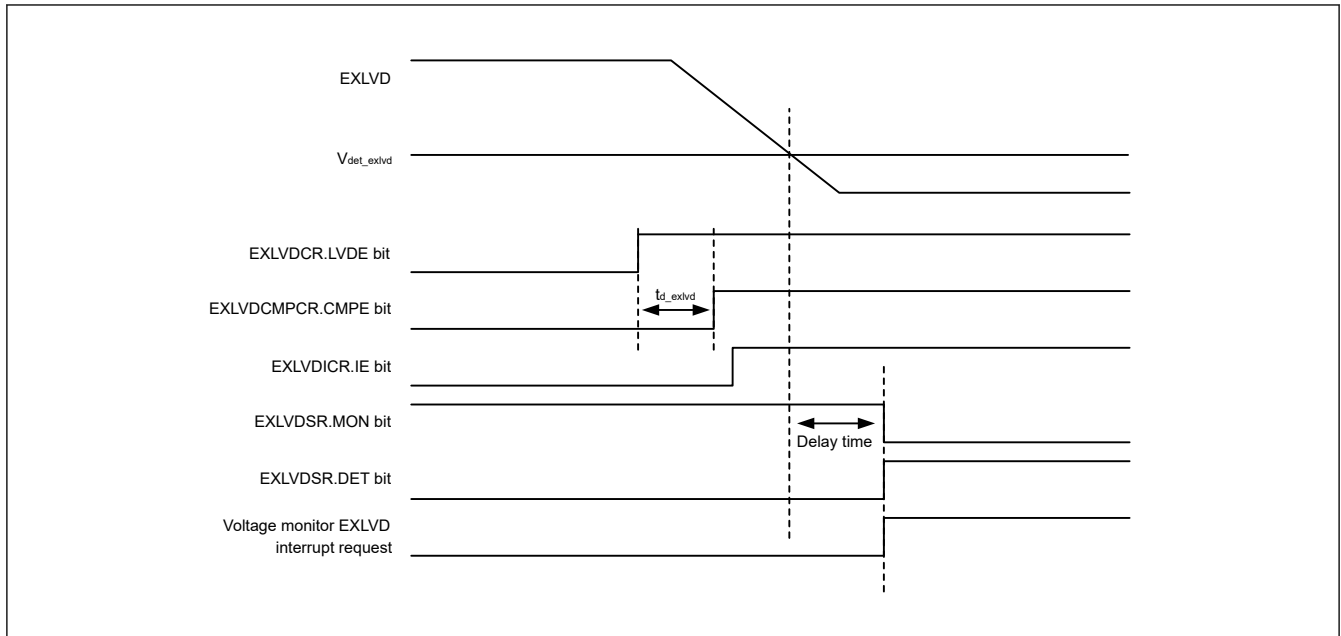 EXLVD
Vdet_exlvd
EXLVDCR.LVDE bit
td_exlvd
EXLVDCMPCR.CMPE bit
EXLVDICR.IE bit
EXLVDSR.MON bit
Delay time
EXLVDSR.DET bit
Voltage monitor EXLVD
interrupt request